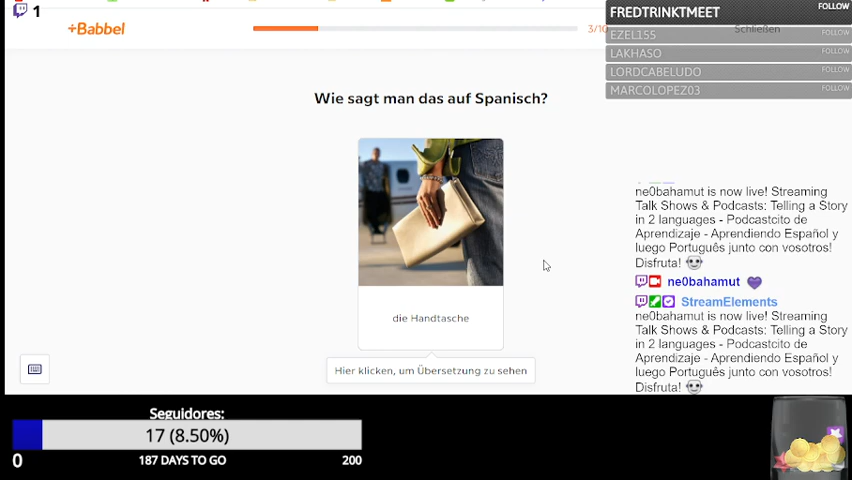 1
+Babbel
3/10
Schließen
FREDTRINKTMEET
FOLLOW
EZEL155
FOLLOW
LAKHASO
FOLLOW
LORDCABELUDO
FOLLOW
MARCOLOPEZ03
FOLLOW
Wie sagt man das auf Spanisch?
die Handtasche
Hier klicken, um Übersetzung zu sehen
ne0bahamut is now live! Streaming
Talk Shows & Podcasts: Telling a Story
in 2 languages - Podcastcito de
Aprendizaje - Aprendiendo Español y
luego Português junto con vosotros!
Disfruta!
ne0bahamut
StreamElements
ne0bahamut is now live! Streaming
Talk Shows & Podcasts: Telling a Story
in 2 languages - Podcastcito de
Aprendizaje - Aprendiendo Español y
luego Português junto con vosotros!
Disfruta!
Seguidores:
17 (8.50%)
0
187 DAYS TO GO
200